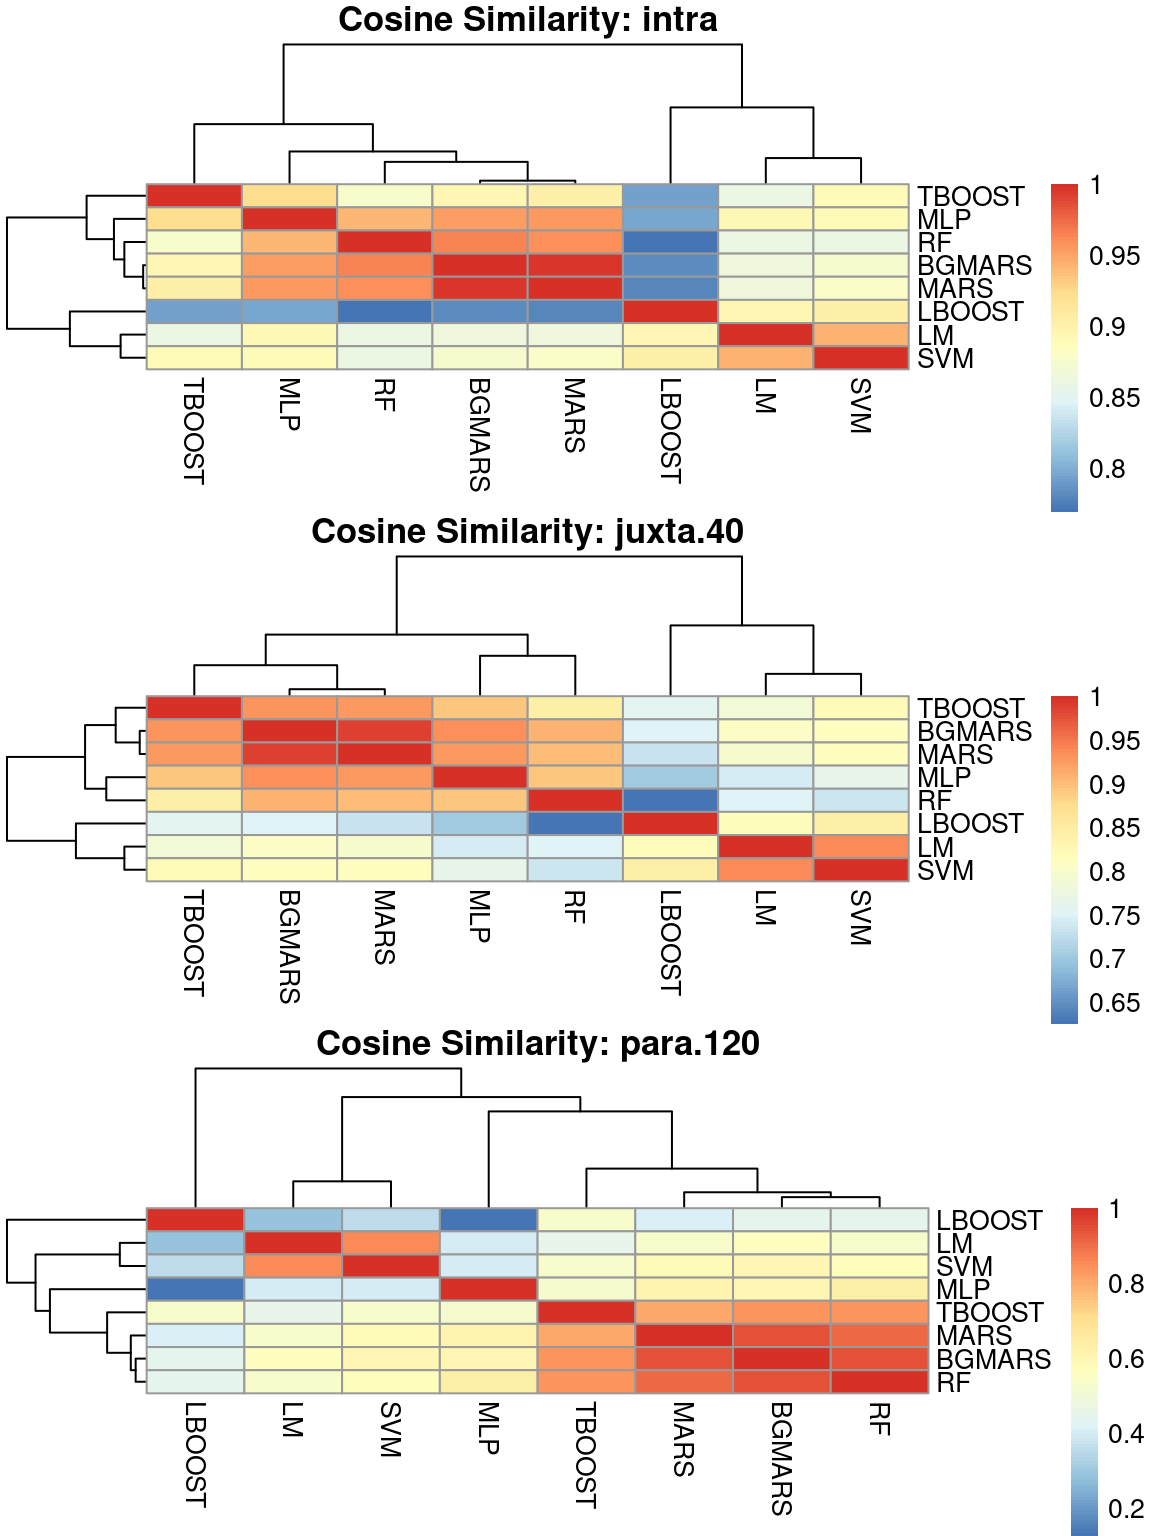 Cosine Similarity: intra
TBOOST
MLP
RF
BGMARS
MARS
LBOOST
LM
SVM
1
0.95
0.9
0.85
0.8
TBOOST
MLP
RF
BGMARS
MARS
LBOOST
LM
SVM
Cosine Similarity: juxta.40
TBOOST
BGMARS
MARS
MLP
RF
LBOOST
LM
SVM
1
0.95
0.9
0.85
0.8
0.75
0.7
0.65
TBOOST
BGMARS
MARS
MLP
RF
LBOOST
LM
SVM
Cosine Similarity: para.120
LBOOST
LM
SVM
MLP
TBOOST
MARS
BGMARS
RF
1
0.8
0.6
0.4
0.2
LBOOST
LM
SVM
MLP
TBOOST
MARS
BGMARS
RF